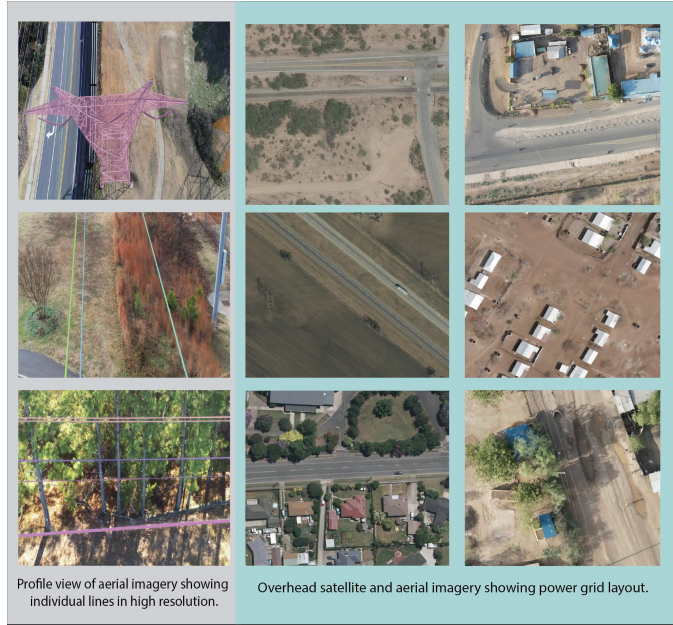 Profile view of aerial imagery showing
individual lines in high resolution.
Overhead satellite and aerial imagery showing power grid layout.